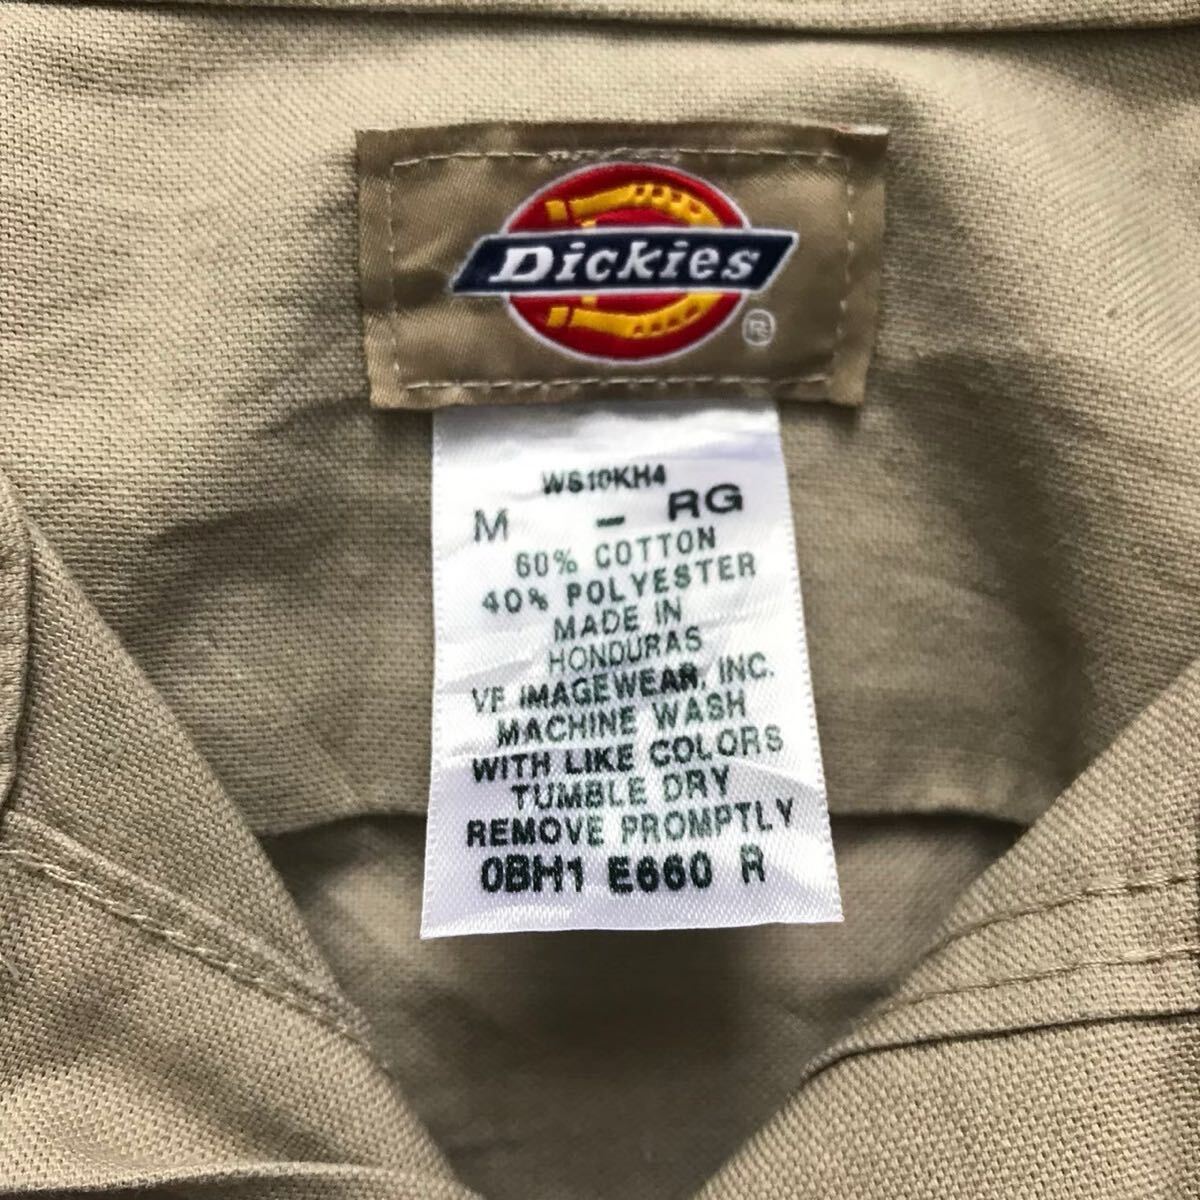 Dickies
®
WS10KH4
M - RG
60% COTTON
40% POLYESTER
MADE IN
HONDURAS
VF IMAGEWEAR, INC.
MACHINE WASH
WITH LIKE COLORS
TUMBLE DRY
REMOVE PROMPTLY
0BH1 E660 R